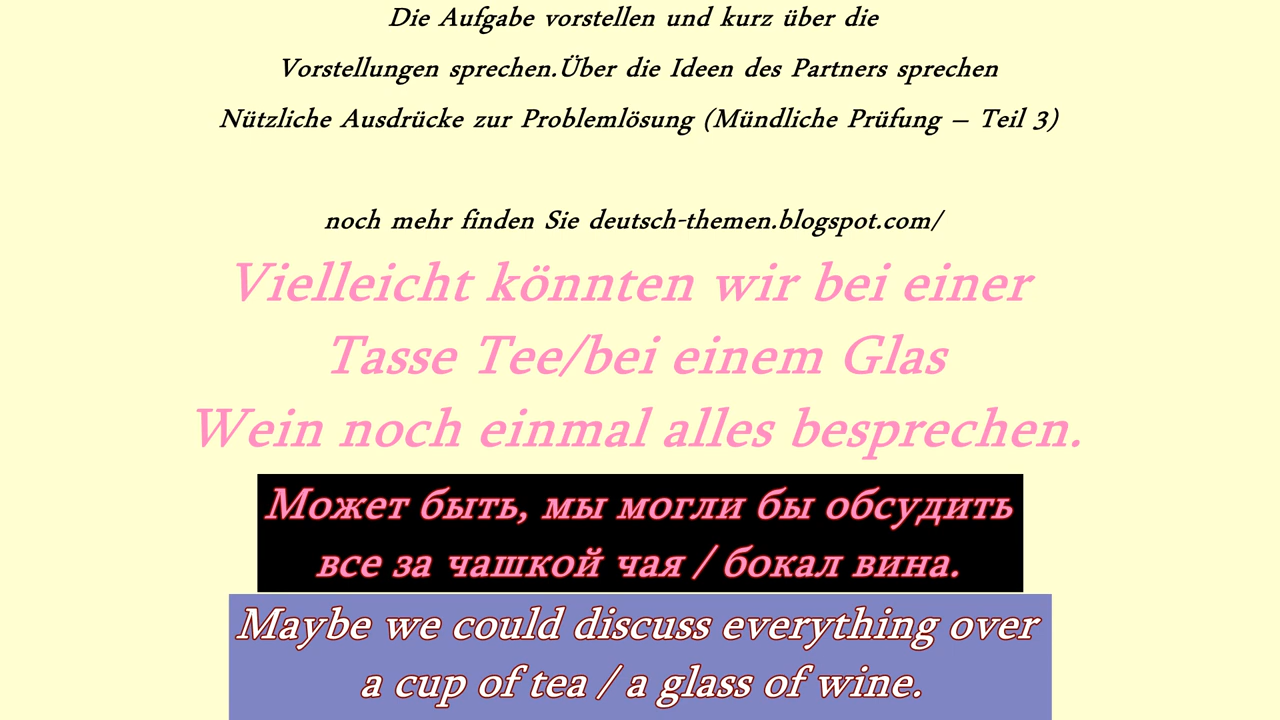 Die Aufgabe vorstellen und kurz über die
Vorstellungen sprechen.Über die Ideen des Partners sprechen
Nützliche Ausdrücke zur Problemlösung (Mündliche Prüfung – Teil 3)
noch mehr finden Sie deutsch-themen.blogspot.com/
Vielleicht könnten wir bei einer
Tasse Tee/bei einem Glas
Wein noch einmal alles besprechen.
Может быть, мы могли бы обсудить
все за чашкой чая / бокал вина.
Maybe we could discuss everything over
a cup of tea / a glass of wine.